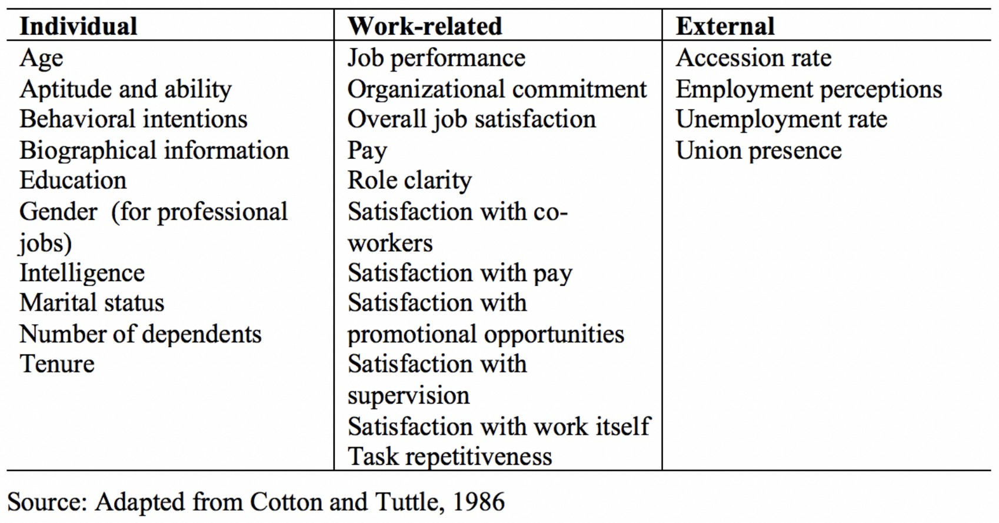 Individual
Work-related
External
Age
Aptitude and ability
Behavioral intentions
Biographical information
Education
Gender  (for professional
jobs)
Intelligence
Marital status
Number of dependents
Tenure
Job performance
Organizational commitment
Overall job satisfaction
Pay
Role clarity
Satisfaction with co-
workers
Satisfaction with pay
Satisfaction with
promotional opportunities
Satisfaction with
supervision
Satisfaction with work itself
Task repetitiveness
Accession rate
Employment perceptions
Unemployment rate
Union presence
Source: Adapted from Cotton and Tuttle, 1986